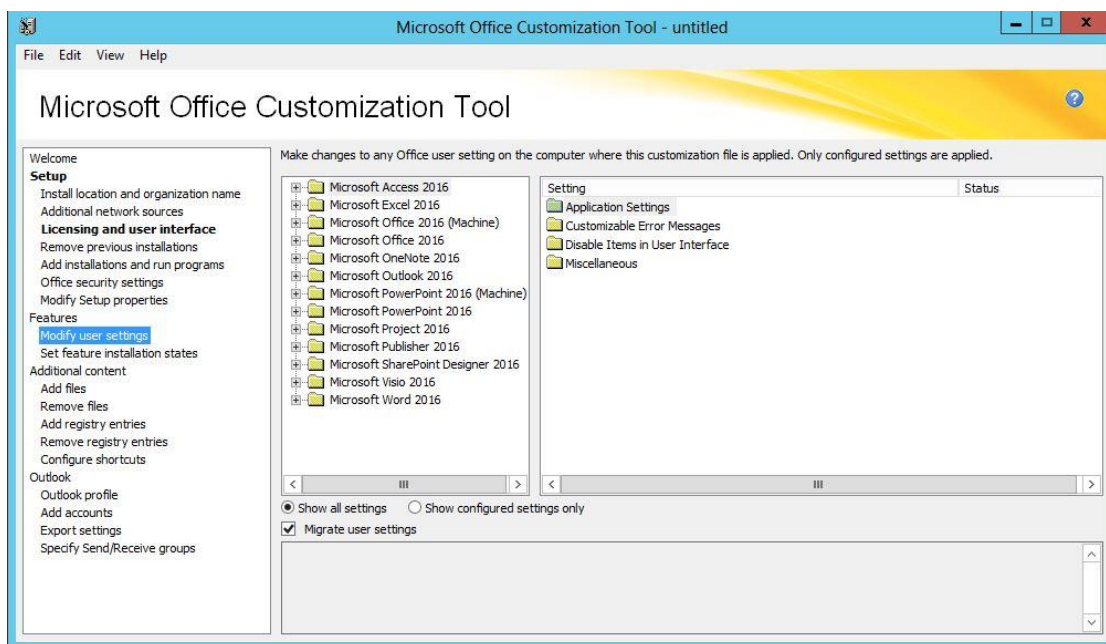 Microsoft Office Customization Tool - untitled
File Edit View Help
Microsoft Office Customization Tool
Welcome
Setup
Install location and organization name
Additional network sources
Licensing and user interface
Remove previous installations
Add installations and run programs
Office security settings
Modify Setup properties
Features
Modify user settings
Set feature installation states
Additional content
Add files
Remove files
Add registry entries
Remove registry entries
Configure shortcuts
Outlook
Outlook profile
Add accounts
Export settings
Specify Send/Receive groups
Make changes to any Office user setting on the computer where this customization file is applied. Only configured settings are applied.
Microsoft Access 2016
Microsoft Excel 2016
Microsoft Office 2016 (Machine)
Microsoft Office 2016
Microsoft OneNote 2016
Microsoft Outlook 2016
Microsoft PowerPoint 2016 (Machine)
Microsoft PowerPoint 2016
Microsoft Project 2016
Microsoft Publisher 2016
Microsoft SharePoint Designer 2016
Microsoft Visio 2016
Microsoft Word 2016
Setting Status
Application Settings
Customizable Error Messages
Disable Items in User Interface
Miscellaneous
Show all settings Show configured settings only
Migrate user settings